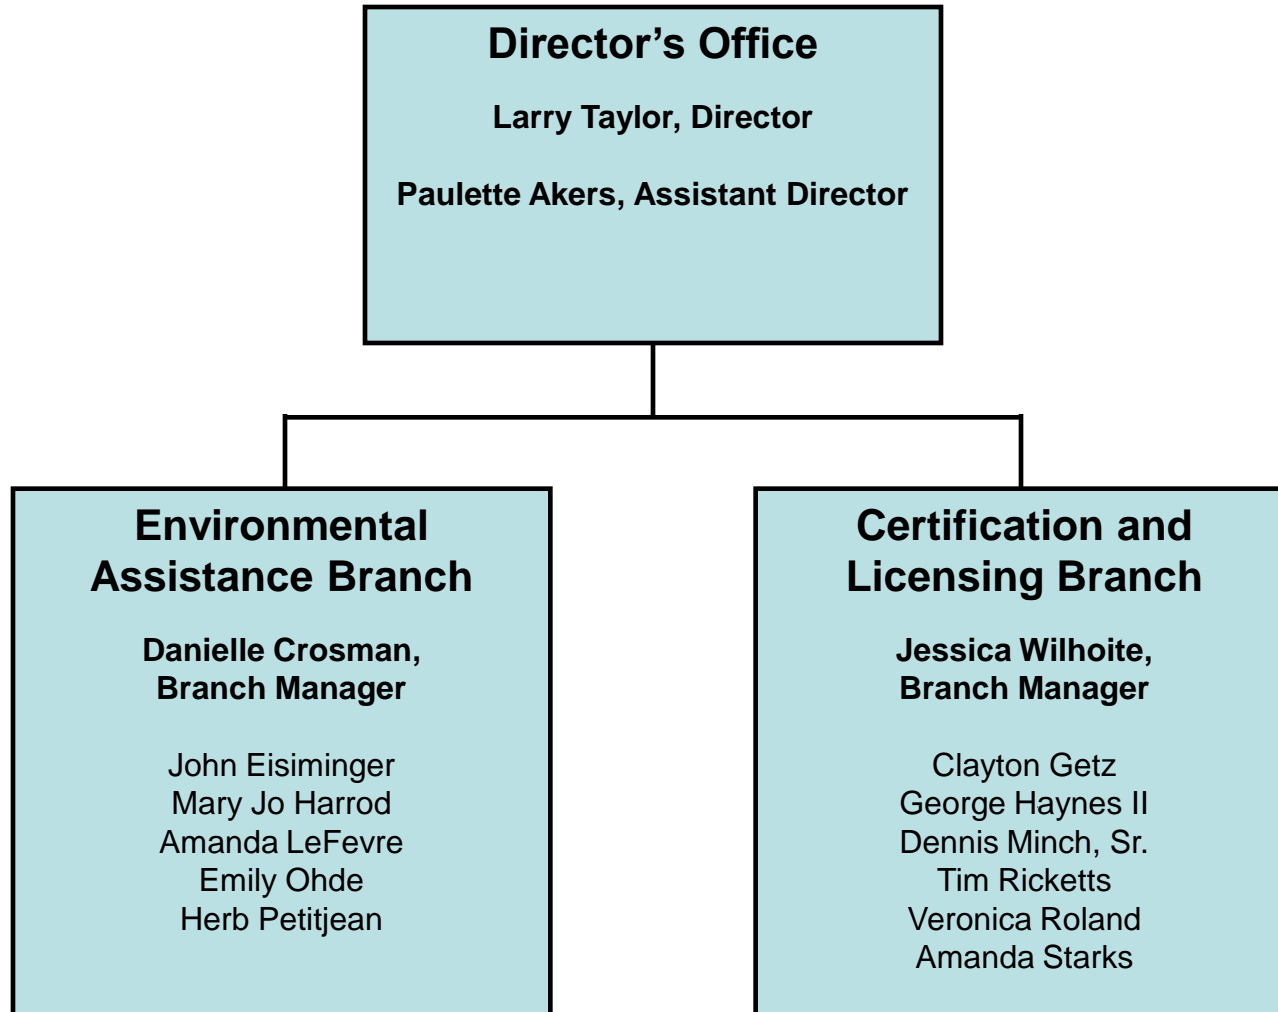 Director’s Office
Larry Taylor, Director
Paulette Akers, Assistant Director
Environmental
Assistance Branch
Danielle Crosman,
Branch Manager
John Eisiminger
Mary Jo Harrod
Amanda LeFevre
Emily Ohde
Herb Petitjean
Certification and
Licensing Branch
Jessica Wilhoite,
Branch Manager
Clayton Getz
George Haynes II
Dennis Minch, Sr.
Tim Ricketts
Veronica Roland
Amanda Starks